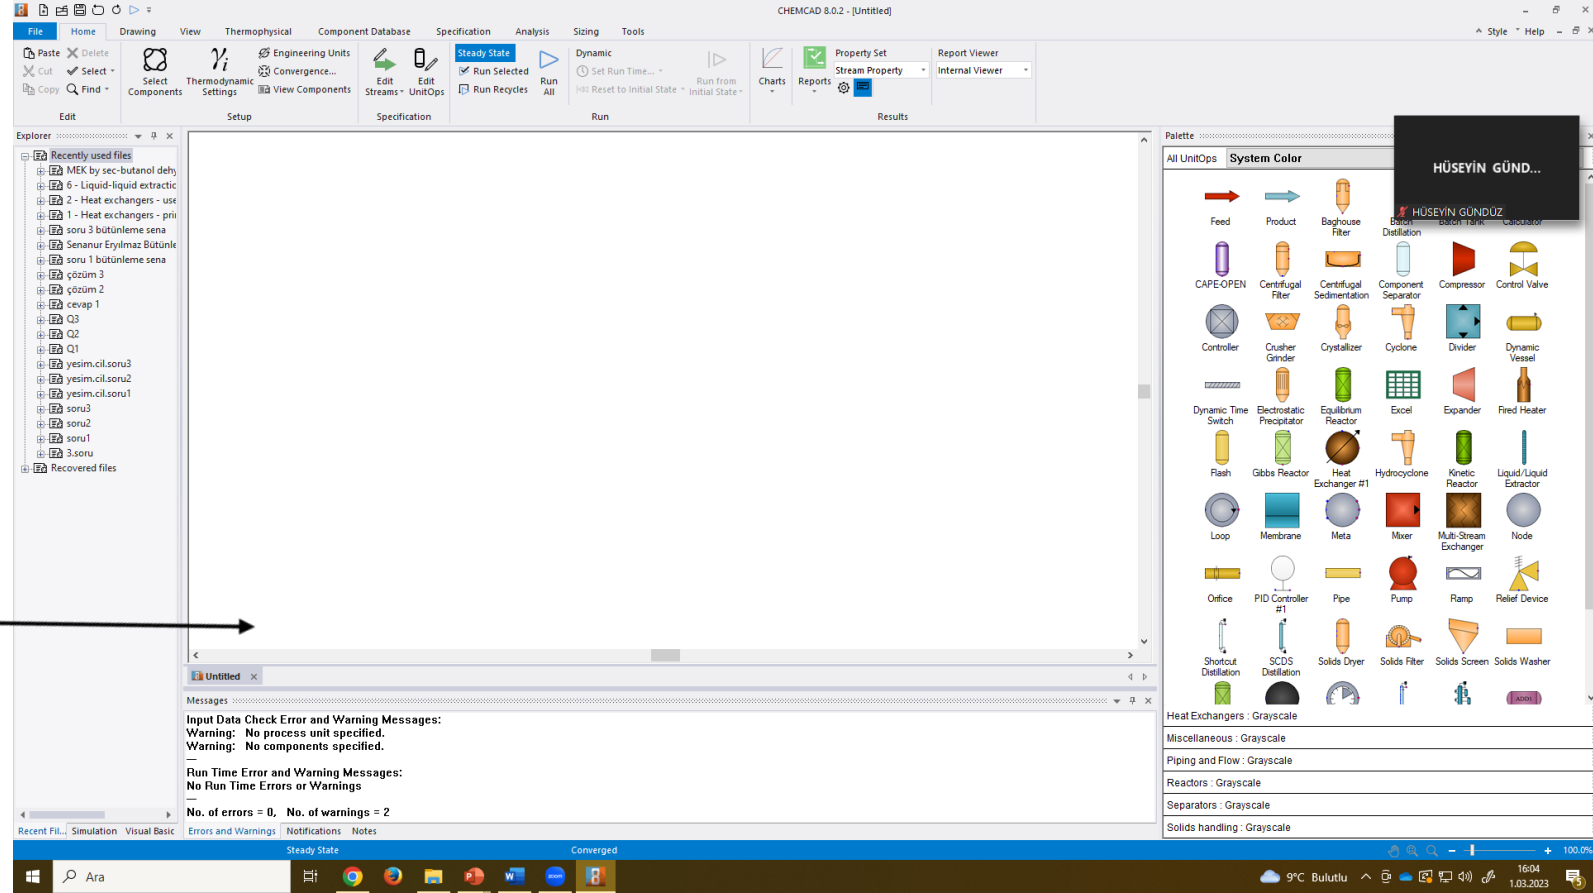 CHEMCAD 8.0.2 - [Untitled]
File Home Drawing View Thermophysical Component Database Specification Analysis Sizing Tools Style Help
Paste Delete
Cut Select
Copy Find
Edit
Select Components
Thermodynamic Settings
Engineering Units
Convergence...
View Components
Setup
Edit Streams
Edit UnitOps
Specification
Steady State
Run Selected
Run Recycles
Run All
Dynamic
Set Run Time...
Reset to Initial State
Run from Initial State
Run
Charts
Reports
Property Set
Stream Property
Report Viewer
Internal Viewer
Results
Explorer
Recently used files
MEK by sec-butanol dehy
6 - Liquid-liquid extractic
2 - Heat exchangers - use
1 - Heat exchangers - pri
soru 3 bütünleme sena
Senanur Eryılmaz Bütünle
soru 1 bütünleme sena
çözüm 3
çözüm 2
cevap 1
Q3
Q2
Q1
yesim.cil.soru3
yesim.cil.soru2
yesim.cil.soru1
soru3
soru2
soru1
3.soru
Recovered files
Recent Fil... Simulation Visual Basic
Untitled
Messages
Input Data Check Error and Warning Messages:
Warning: No process unit specified.
Warning: No components specified.
Run Time Error and Warning Messages:
No Run Time Errors or Warnings
No. of errors = 0, No. of warnings = 2
Errors and Warnings Notifications Notes
Palette
All UnitOps System Color
HÜSEYİN GÜND...
HÜSEYİN GÜNDÜZ
Feed Product Baghouse Filter Batch Distillation Batch Tank Calculator
CAPE-OPEN Centrifugal Filter Centrifugal Sedimentation Component Separator Compressor Control Valve
Controller Crusher Grinder Crystallizer Cyclone Divider Dynamic Vessel
Dynamic Time Switch Electrostatic Precipitator Equilibrium Reactor Excel Expander Fired Heater
Flash Gibbs Reactor Heat Exchanger #1 Hydrocyclone Kinetic Reactor Liquid/Liquid Extractor
Loop Membrane Meta Mixer Multi-Stream Exchanger Node
Orifice PID Controller #1 Pipe Pump Ramp Relief Device
Shortcut Distillation SCDS Distillation Solids Dryer Solids Filter Solids Screen Solids Washer
Heat Exchangers : Grayscale
Miscellaneous : Grayscale
Piping and Flow : Grayscale
Reactors : Grayscale
Separators : Grayscale
Solids handling : Grayscale
Steady State Converged 100.0%
Ara
zoom
9°C Bulutlu
16:04
1.03.2023
5